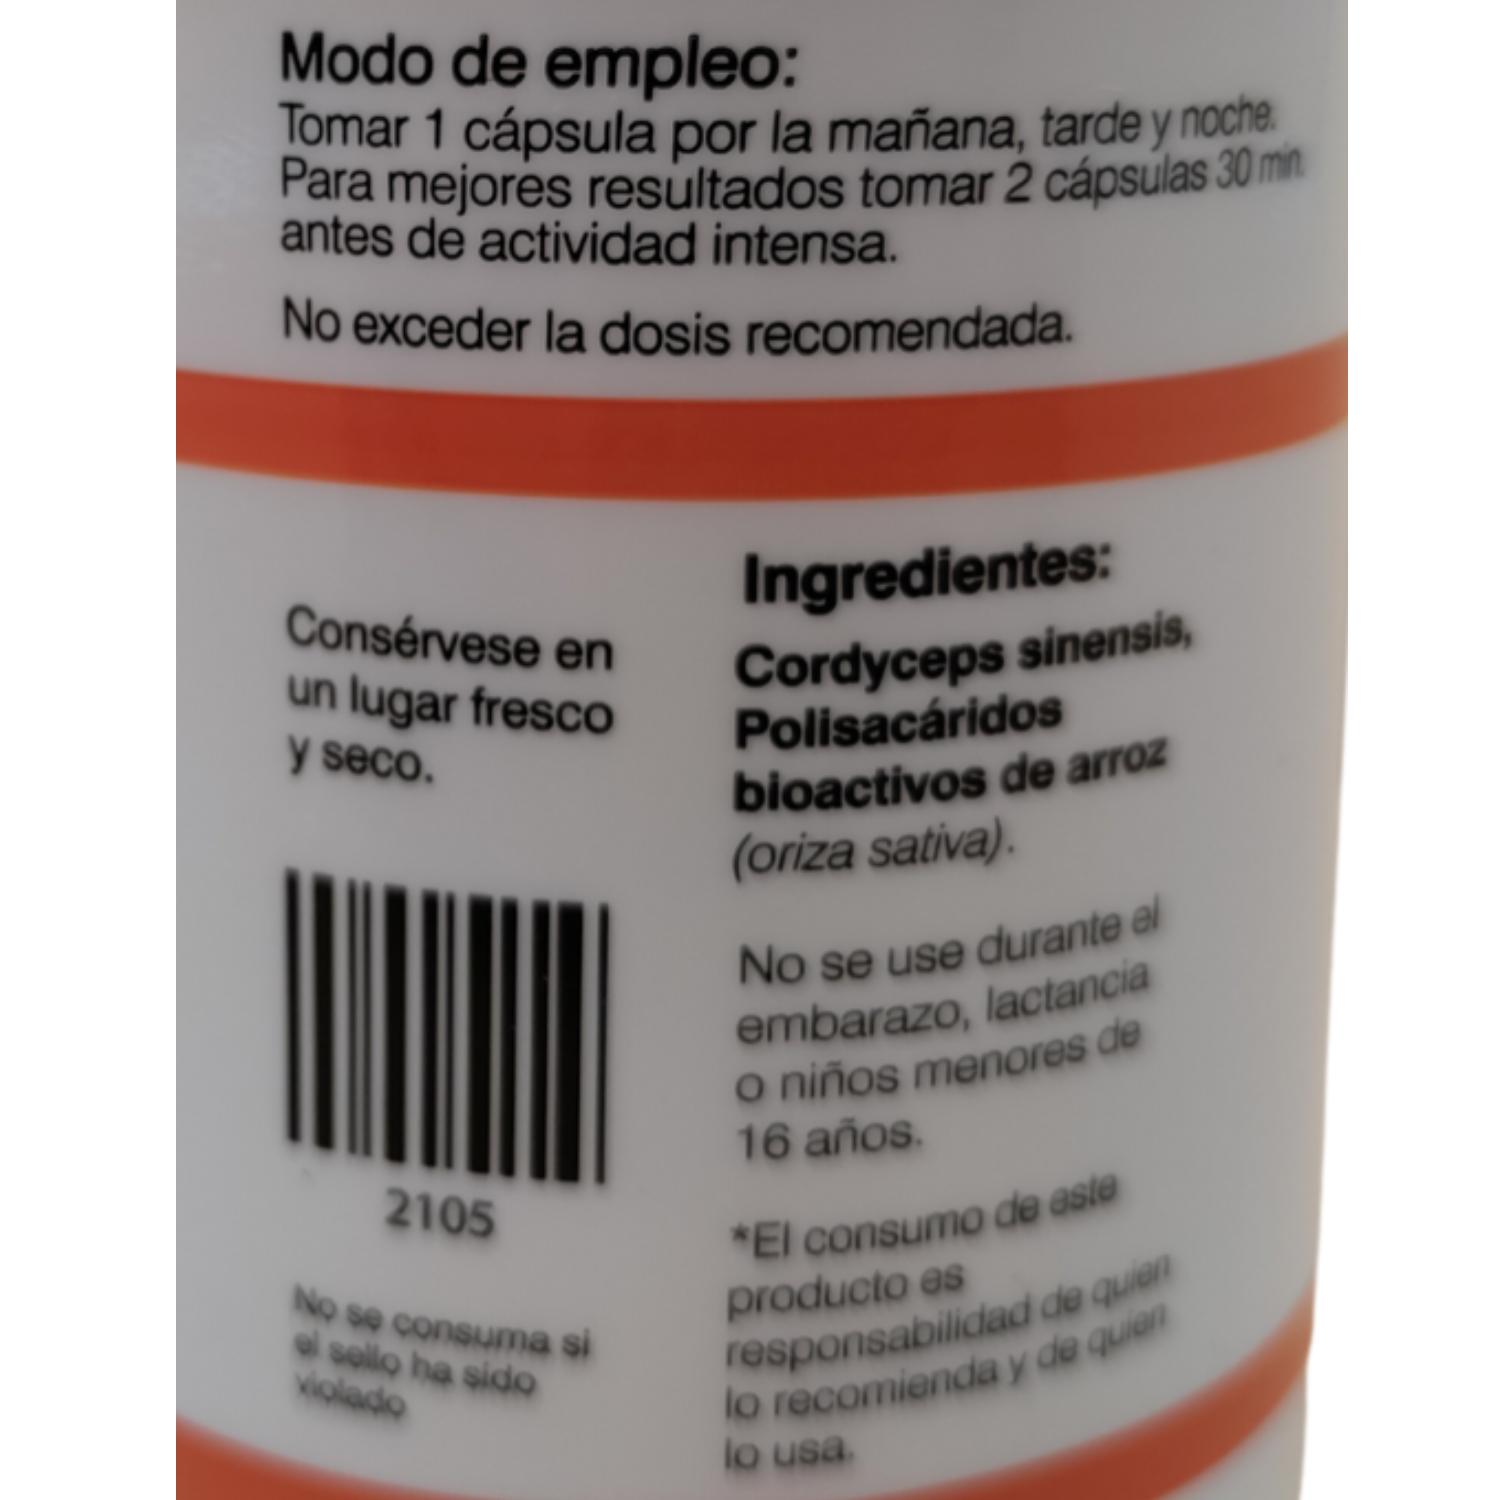 Modo de empleo:
Tomar 1 cápsula por la mañana, tarde y noche.
Para mejores resultados tomar 2 cápsulas 30 min.
antes de actividad intensa.
No exceder la dosis recomendada.
Consérvese en
un lugar fresco
y seco.
2105
No se consuma si
el sello ha sido
violado
Ingredientes:
Cordyceps sinensis,
Polisacáridos
bioactivos de arroz
(oriza sativa).
No se use durante el
embarazo, lactancia
o niños menores de
16 años.
*El consumo de este
producto es
responsabilidad de quien
lo recomienda y de quien
lo usa.